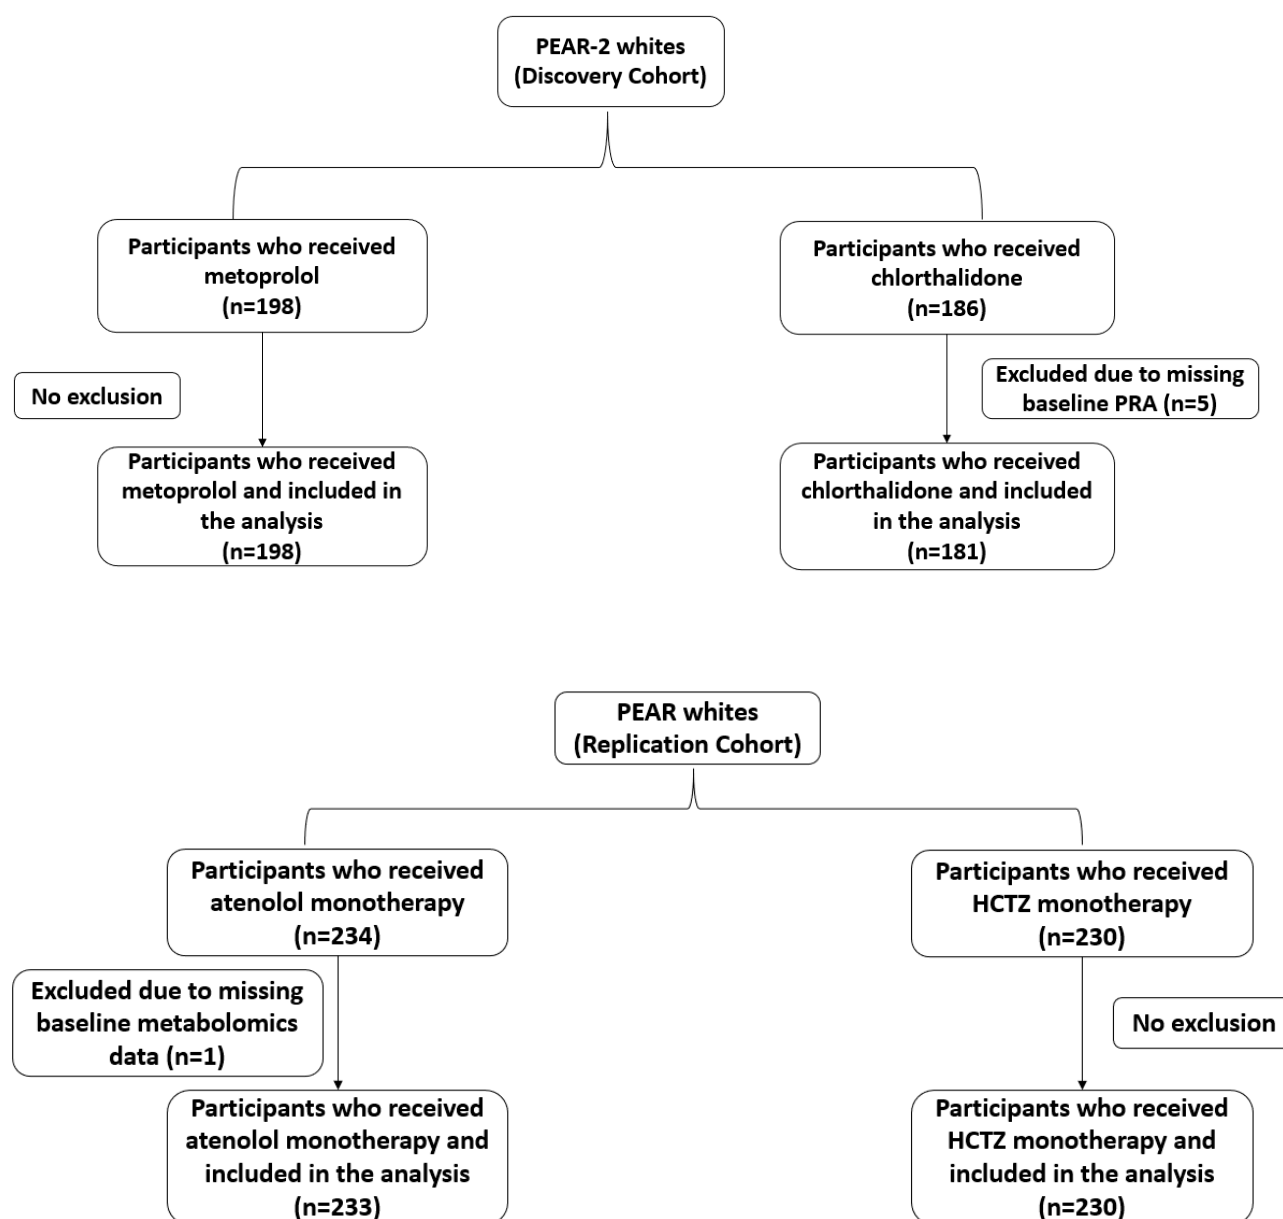 PEAR-2 whites
(Discovery Cohort)
Participants who received
metoprolol
(n=198)
Participants who received
chlorthalidone
(n=186)
No exclusion
Excluded due to missing
baseline PRA (n=5)
Participants who received
metoprolol and included in
the analysis
(n=198)
Participants who received
chlorthalidone and included
in the analysis
(n=181)
PEAR whites
(Replication Cohort)
Participants who received
atenolol monotherapy
(n=234)
Participants who received
HCTZ monotherapy
(n=230)
Excluded due to missing
baseline metabolomics
data (n=1)
No exclusion
Participants who received
atenolol monotherapy and
included in the analysis
(n=233)
Participants who received
HCTZ monotherapy and
included in the analysis
(n=230)